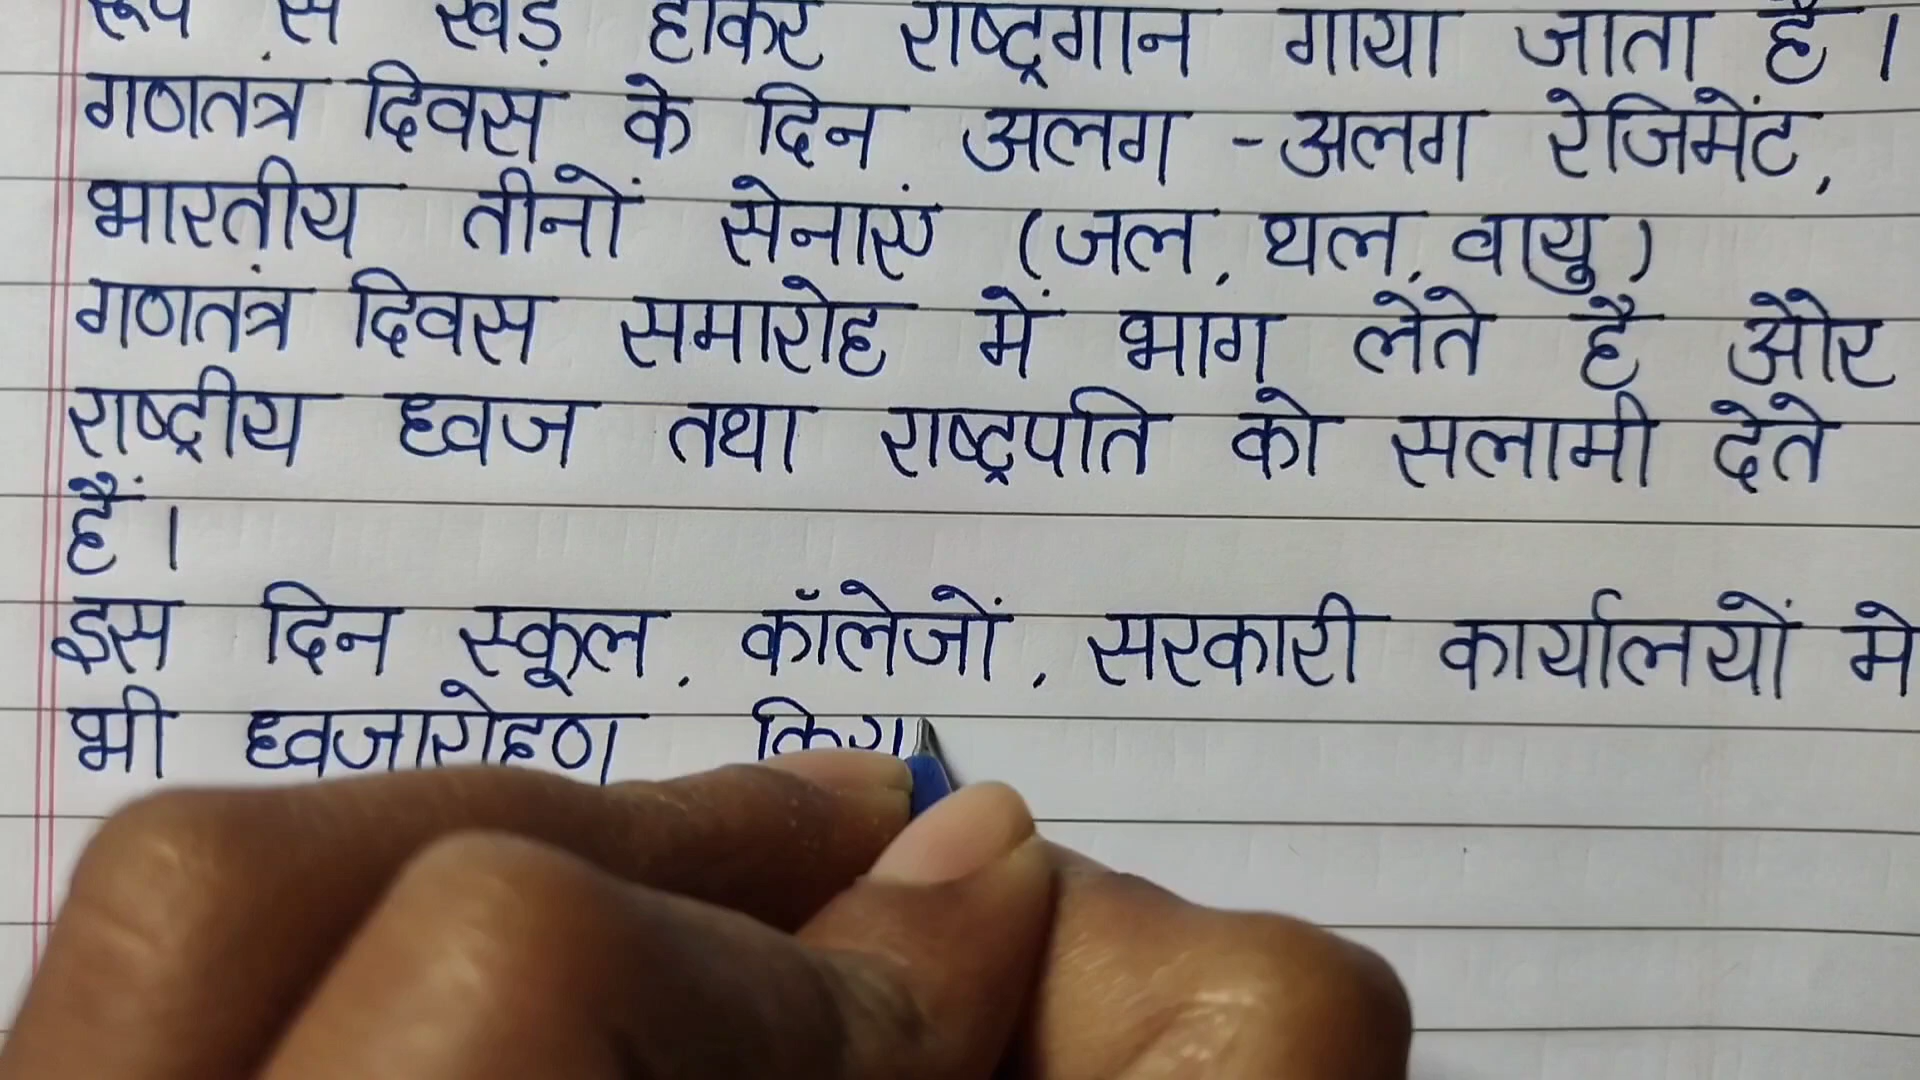 रूप से खड़े होकर राष्ट्रगान गाया जाता है।
गणतंत्र दिवस के दिन अलग -अलग रेजिमेंट,
भारतीय तीनों सेनाएं (जल, थल, वायु)
गणतंत्र दिवस समारोह में भाग लेते है और
राष्ट्रीय ध्वज तथा राष्ट्रपति को सलामी देते
हैं।
इस दिन स्कूल, कॉलेजों, सरकारी कार्यालयों मे
भी ध्वजारोहण किया